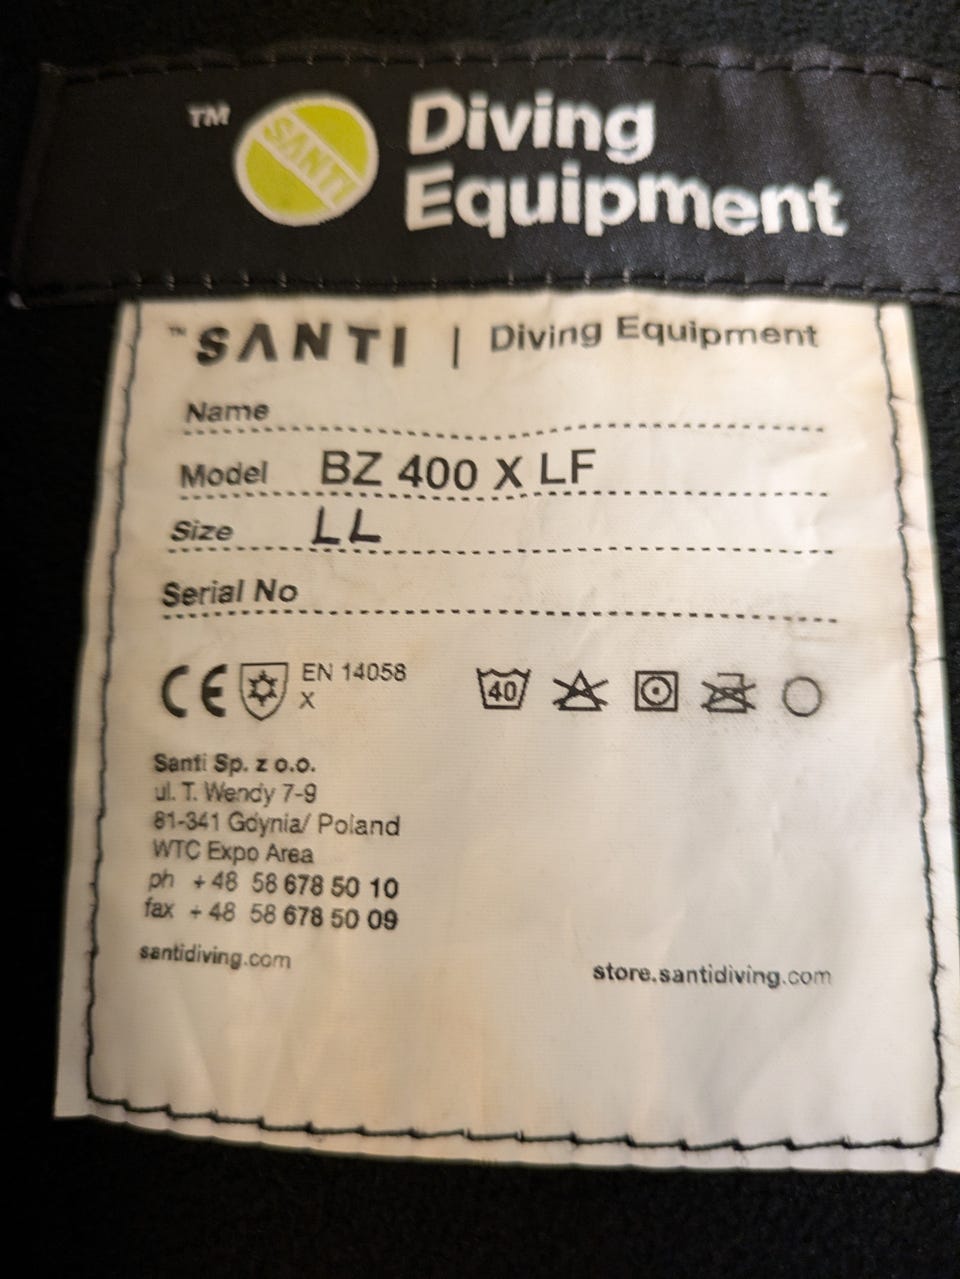 TM SANTI Diving
Equipment
TM SANTI | Diving Equipment
Name
Model BZ 400 X LF
Size LL
Serial No
CE EN 14058
X
40
Santi Sp. z o.o.
ul. T. Wendy 7-9
81-341 Gdynia/ Poland
WTC Expo Area
ph +48 58 678 50 10
fax +48 58 678 50 09
santidiving.com
store.santidiving.com